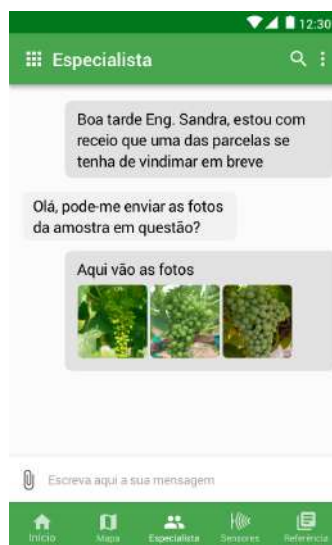 12:30
Especialista
Boa tarde Eng. Sandra, estou com
receio que uma das parcelas se
tenha de vindimar em breve
Olá, pode-me enviar as fotos
da amostra em questão?
Aqui vão as fotos
Escreva aqui a sua mensagem
Início
Mapa
Especialista
Sensores
Referência